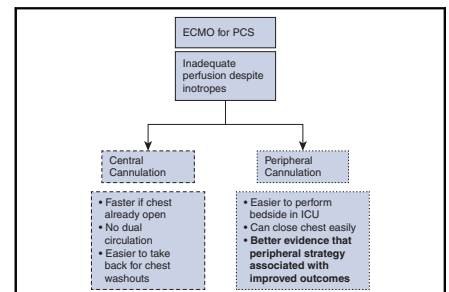 ECMO for PCS
Inadequate
perfusion despite
inotropes
Central
Cannulation
Peripheral
Cannulation
• Faster if chest
already open
• No dual
circulation
• Easier to take
back for chest
washouts
• Easier to perform
bedside in ICU
• Can close chest easily
• Better evidence that
peripheral strategy
associated with
improved outcomes